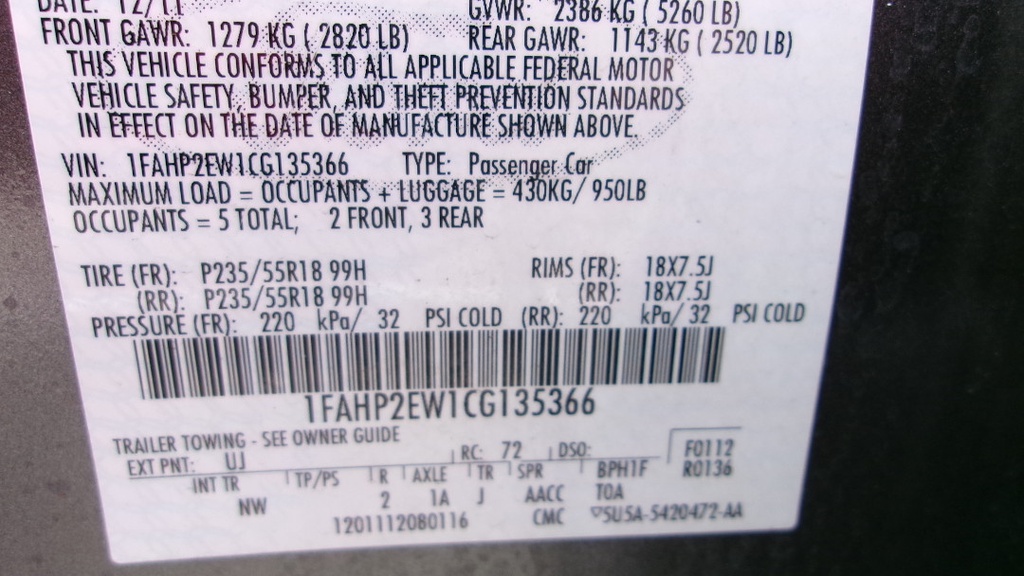 DATE: 12/11 GVWR: 2386 KG ( 5260 LB)
FRONT GAWR: 1279 KG ( 2820 LB) REAR GAWR: 1143 KG ( 2520 LB)
THIS VEHICLE CONFORMS TO ALL APPLICABLE FEDERAL MOTOR
VEHICLE SAFETY, BUMPER, AND THEFT PREVENTION STANDARDS
IN EFFECT ON THE DATE OF MANUFACTURE SHOWN ABOVE.
VIN: 1FAHP2EW1CG135366 TYPE: Passenger Car
MAXIMUM LOAD = OCCUPANTS + LUGGAGE = 430KG/ 950LB
OCCUPANTS = 5 TOTAL; 2 FRONT, 3 REAR
TIRE (FR): P235/55R18 99H RIMS (FR): 18X7.5J
(RR): P235/55R18 99H (RR): 18X7.5J
PRESSURE (FR): 220 kPa/ 32 PSI COLD (RR): 220 kPa/ 32 PSI COLD
1FAHP2EW1CG135366
TRAILER TOWING - SEE OWNER GUIDE
EXT PNT: UJ RC: 72 DSO: F0112
INT TR TP/PS R AXLE TR SPR BPH1F R0136
NW 2 1A J AACC TOA
1201112080116 CMC ▽5U5A-5420472-AA